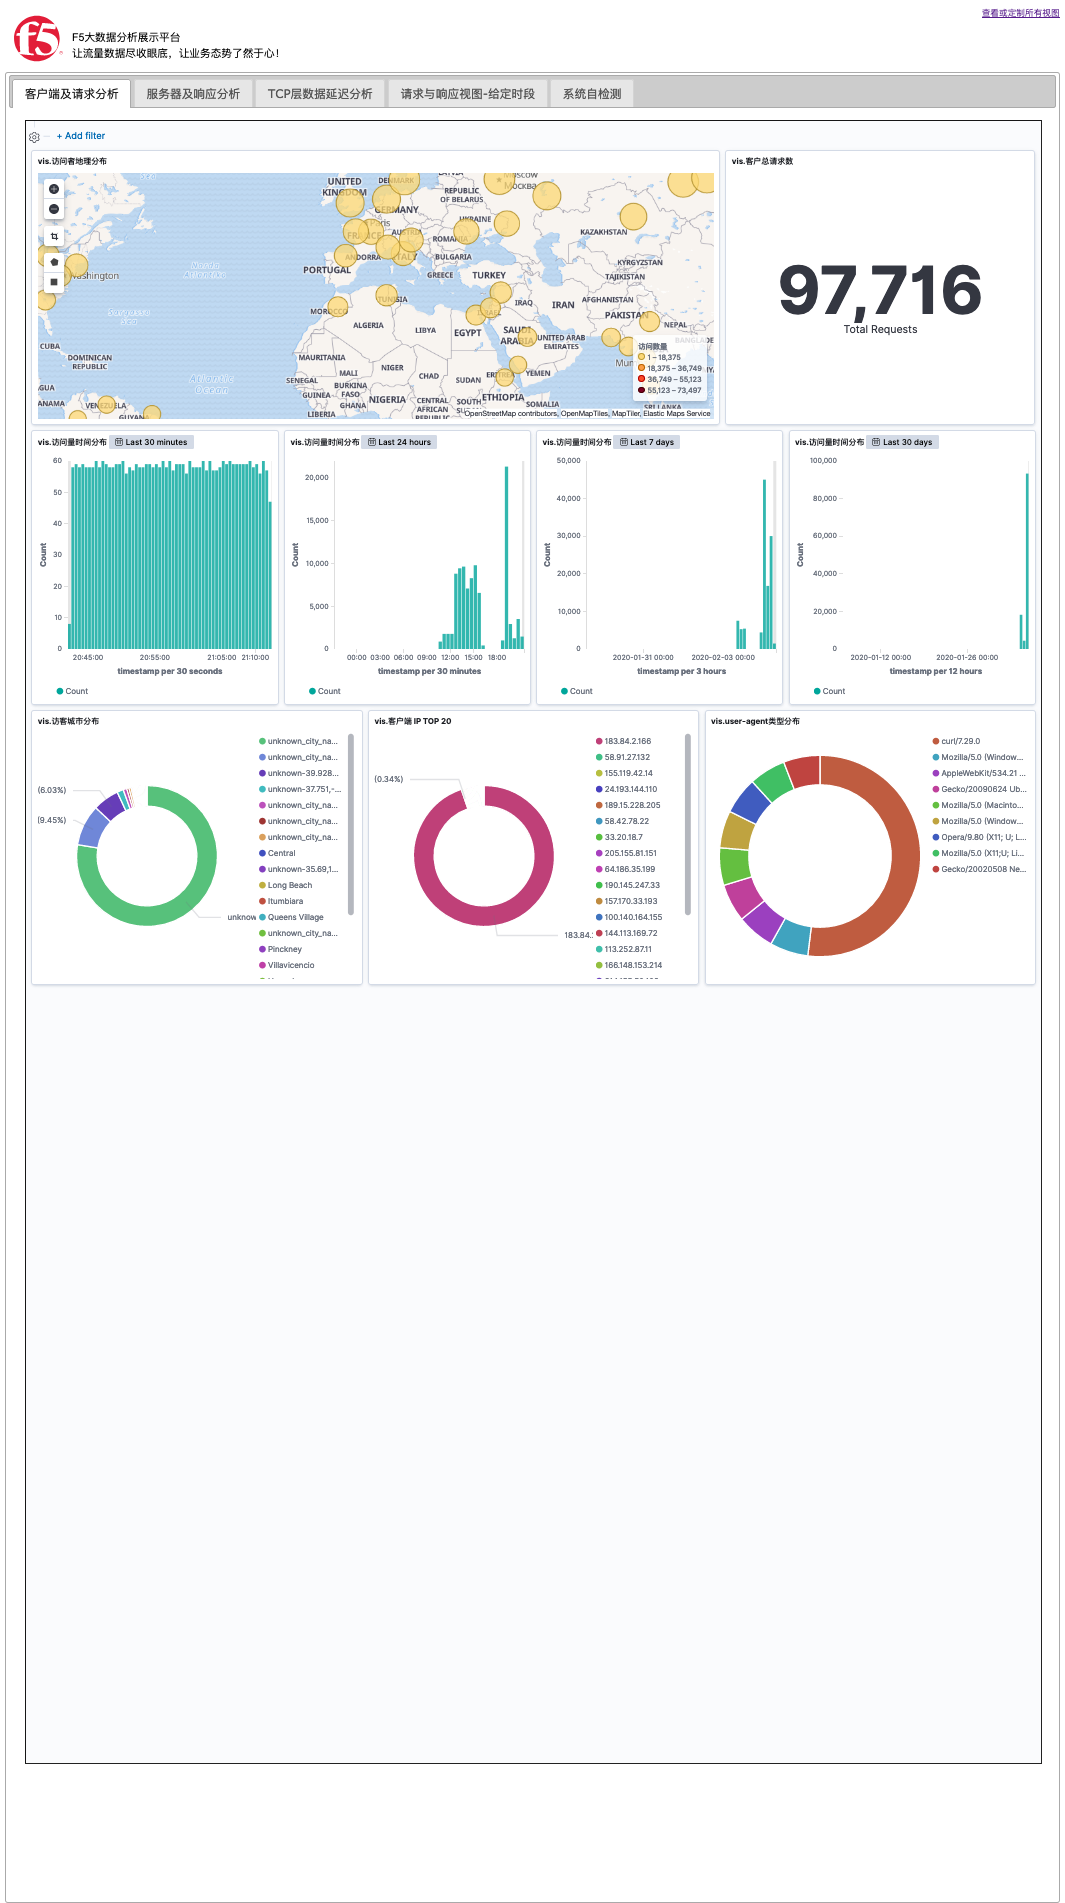 查看或定制所有视图
f5
F5大数据分析展示平台
让流量数据尽收眼底，让业态势了然于心！
客户端及请求分析
服务器及响应分析
TCP层数据延迟分析
请求与响应视图-给定时段
系统自检测
+ Add filter
vis.访问者地理分布
UNITED
KINGDOM
DENMARK
GERMANY
Paris
FRANCE
AUSTRIA
ITALY
ANDORRA
PORTUGAL
ROMANIA
BULGARIA
GREECE
TURKEY
REPUBLIC
OF BELARUS
UKRAINE
Moscow
Москва
KAZAKHSTAN
KYRGYZSTAN
TAJIKISTAN
AFGHANISTAN
PAKISTAN
NEPAL
IRAN
IRAQ
ISRAEL
SAUDI
ARABIA
UNITED ARAB
EMIRATES
YEMEN
ERITREA
ETHIOPIA
SOMALIA
EGYPT
LIBYA
TUNISIA
ALGERIA
MOROCCO
MAURITANIA
MALI
NIGER
CHAD
SUDAN
SENEGAL
BURKINA
FASO
GUINEA
GHANA
NIGERIA
CENTRAL
AFRICAN
REPUBLIC
SOUTH
LIBERIA
Washington
Sargasso
Sea
Atlantic
Ocean
CUBA
DOMINICAN
REPUBLIC
VENEZUELA
GUYANA
SRI LANKA
访问数量
1 – 18,375
18,375 – 36,749
36,749 – 55,123
55,123 – 73,497
OpenStreetMap contributors, OpenMapTiles, MapTiler, Elastic Maps Service
vis.客户总请求数
97,716
Total Requests
vis.访问量时间分布 Last 30 minutes
60
50
40
30
20
10
0
Count
20:45:00 20:55:00 21:05:00 21:10:00
timestamp per 30 seconds
Count
vis.访问量时间分布 Last 24 hours
20,000
15,000
10,000
5,000
0
Count
00:00 03:00 06:00 09:00 12:00 15:00 18:00
timestamp per 30 minutes
Count
vis.访问量时间分布 Last 7 days
50,000
40,000
30,000
20,000
10,000
0
Count
2020-01-31 00:00 2020-02-03 00:00
timestamp per 3 hours
Count
vis.访问量时间分布 Last 30 days
100,000
80,000
60,000
40,000
20,000
0
Count
2020-01-12 00:00 2020-01-26 00:00
timestamp per 12 hours
Count
vis.访客城市分布
(6.03%)
(9.45%)
unknow
unknown_city_na...
unknown_city_na...
unknown-39.928...
unknown-37.751,-...
unknown_city_na...
unknown_city_na...
unknown_city_na...
Central
unknown-35.69,1...
Long Beach
Itumbiara
Queens Village
unknown_city_na...
Pinckney
Villavicencio
vis.客户端 IP TOP 20
(0.34%)
183.84.
183.84.2.166
58.91.27.132
155.119.42.14
24.193.144.110
189.15.228.205
58.42.78.22
33.20.18.7
205.155.81.151
64.186.35.199
190.145.247.33
157.170.33.193
100.140.164.155
144.113.169.72
113.252.87.11
166.148.153.214
vis.user-agent类型分布
curl/7.29.0
Mozilla/5.0 (Window...
AppleWebKit/534.21 ...
Gecko/20090624 Ub...
Mozilla/5.0 (Macinto...
Mozilla/5.0 (Window...
Opera/9.80 (X11; U; L...
Mozilla/5.0 (X11;U; Li...
Gecko/20020508 Ne...